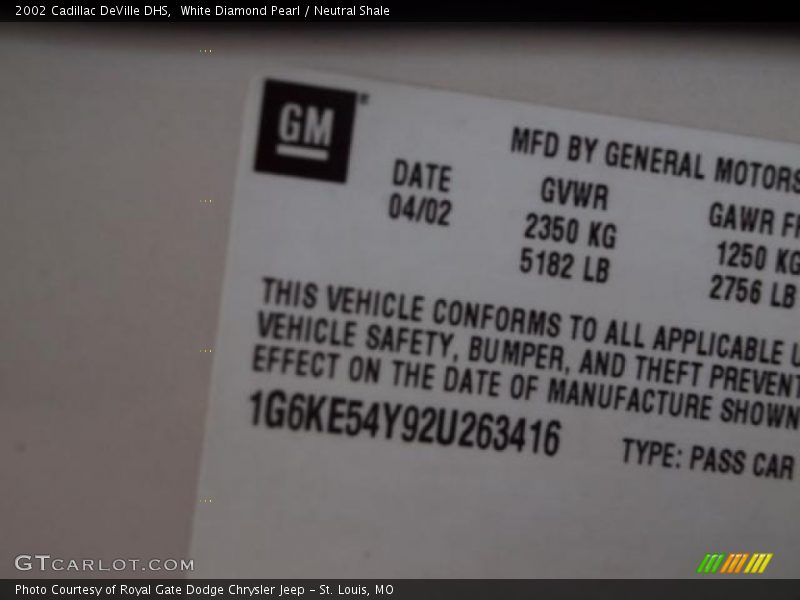 2002 Cadillac DeVille DHS,  White Diamond Pearl / Neutral Shale
GM®
MFD BY GENERAL MOTORS
DATE
04/02
GVWR
2350 KG
5182 LB
GAWR
1250 KG
2756 LB
THIS VEHICLE CONFORMS TO ALL APPLICABLE
VEHICLE SAFETY, BUMPER, AND THEFT
EFFECT ON THE DATE OF MANUFACTURE SHOWN
1G6KE54Y92U263416
TYPE: PASS CAR
GTCARLOT.COM
Photo Courtesy of Royal Gate Dodge Chrysler Jeep – St. Louis, MO